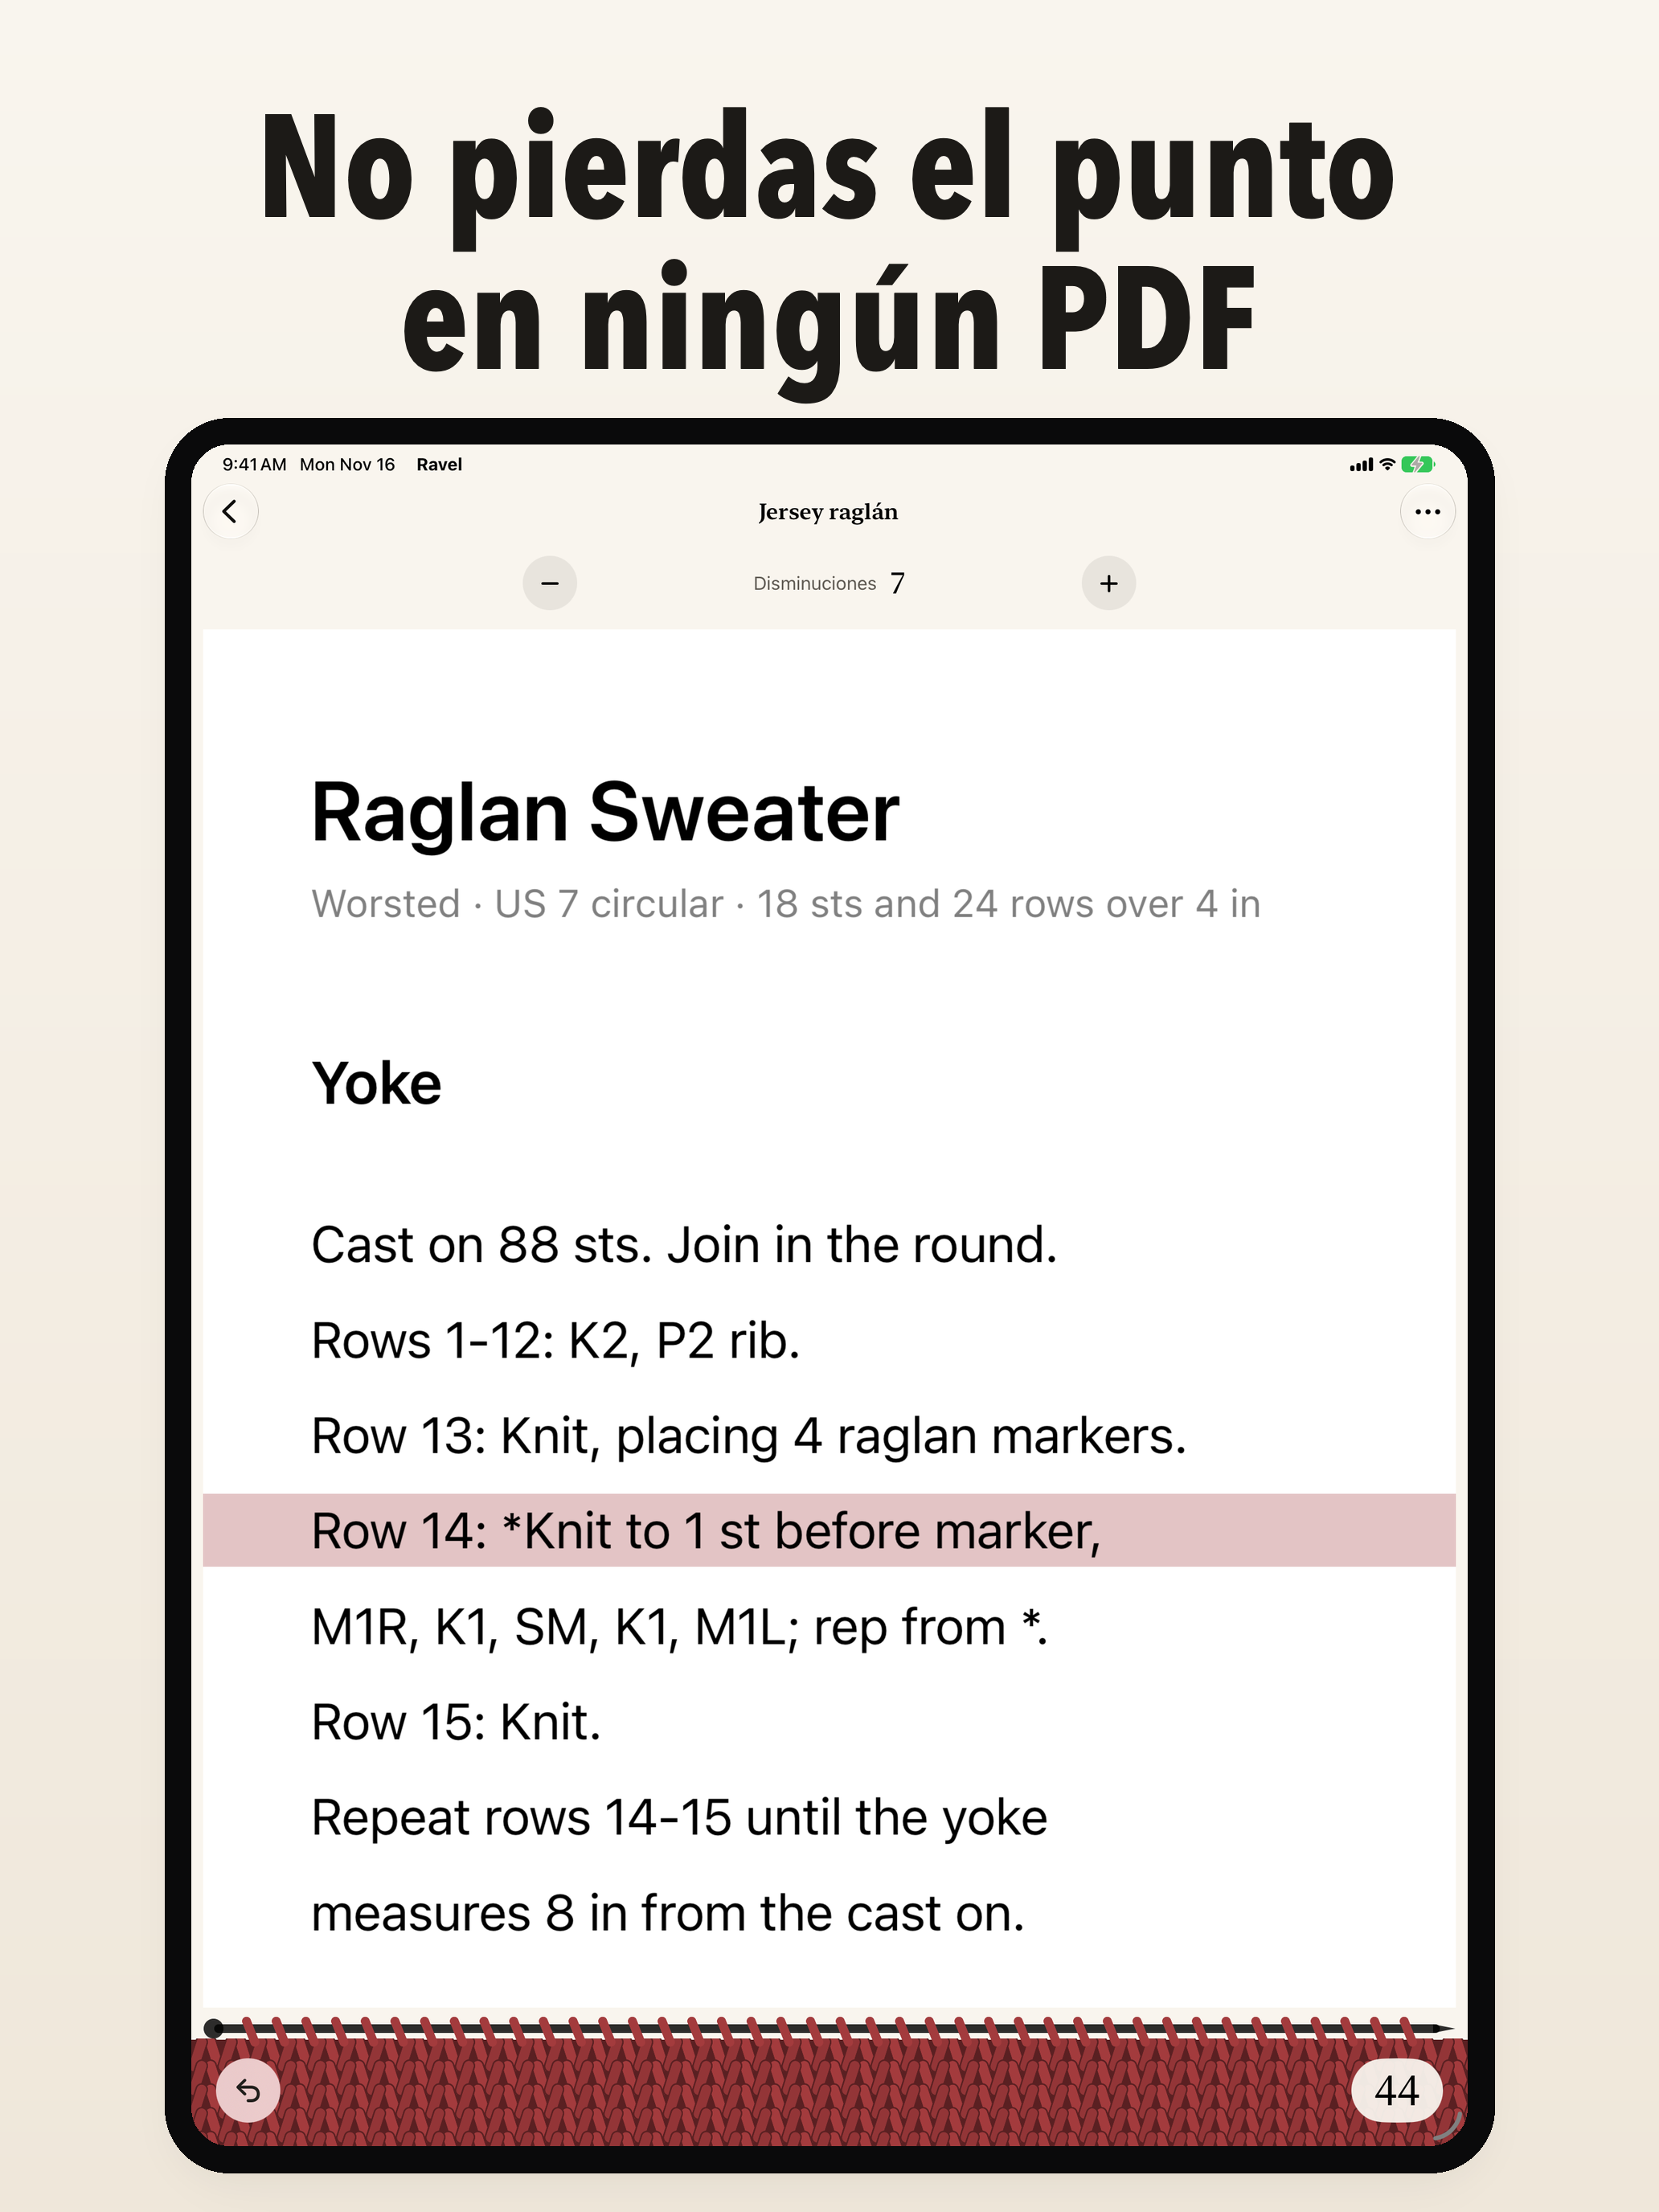 No pierdas el punto
en ningún PDF
9:41 AM Mon Nov 16 Ravel
Jersey raglán
− Disminuciones 7 +
Raglan Sweater
Worsted · US 7 circular · 18 sts and 24 rows over 4 in
Yoke
Cast on 88 sts. Join in the round.
Rows 1-12: K2, P2 rib.
Row 13: Knit, placing 4 raglan markers.
Row 14: *Knit to 1 st before marker,
M1R, K1, SM, K1, M1L; rep from *.
Row 15: Knit.
Repeat rows 14-15 until the yoke
measures 8 in from the cast on.
44